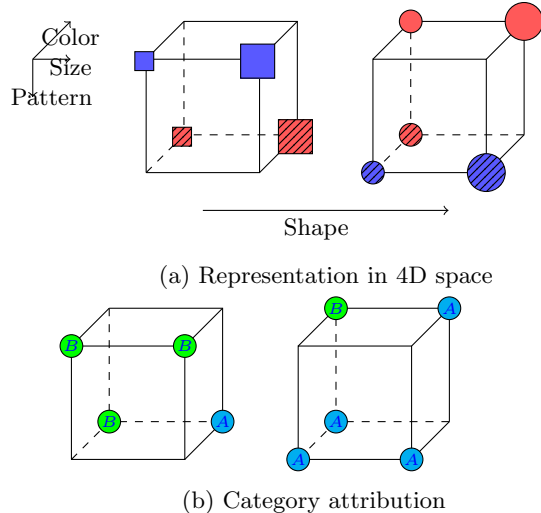 Color
Size
Pattern
Shape
(a) Representation in 4D space
B A
B B
B A A
A A
(b) Category attribution